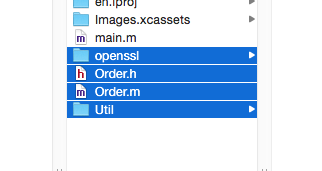 en.lproj
Images.xcassets
main.m
openssl
Order.h
Order.m
Util